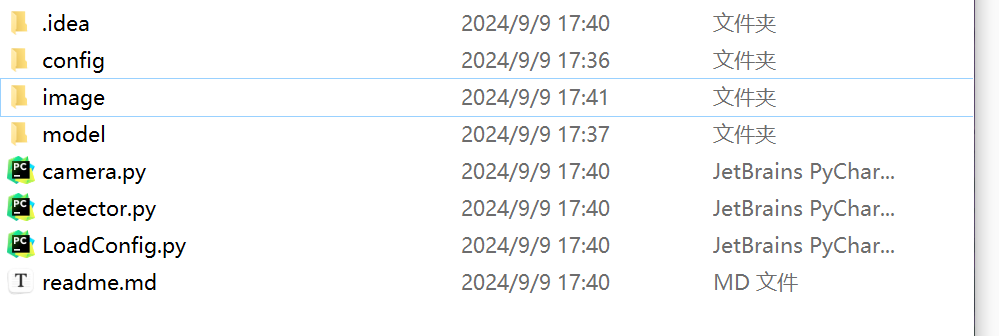 .idea 2024/9/9 17:40 文件夹
config 2024/9/9 17:36 文件夹
image 2024/9/9 17:41 文件夹
model 2024/9/9 17:37 文件夹
PC camera.py 2024/9/9 17:40 JetBrains PyChar...
PC detector.py 2024/9/9 17:40 JetBrains PyChar...
PC LoadConfig.py 2024/9/9 17:40 JetBrains PyChar...
T readme.md 2024/9/9 17:40 MD 文件